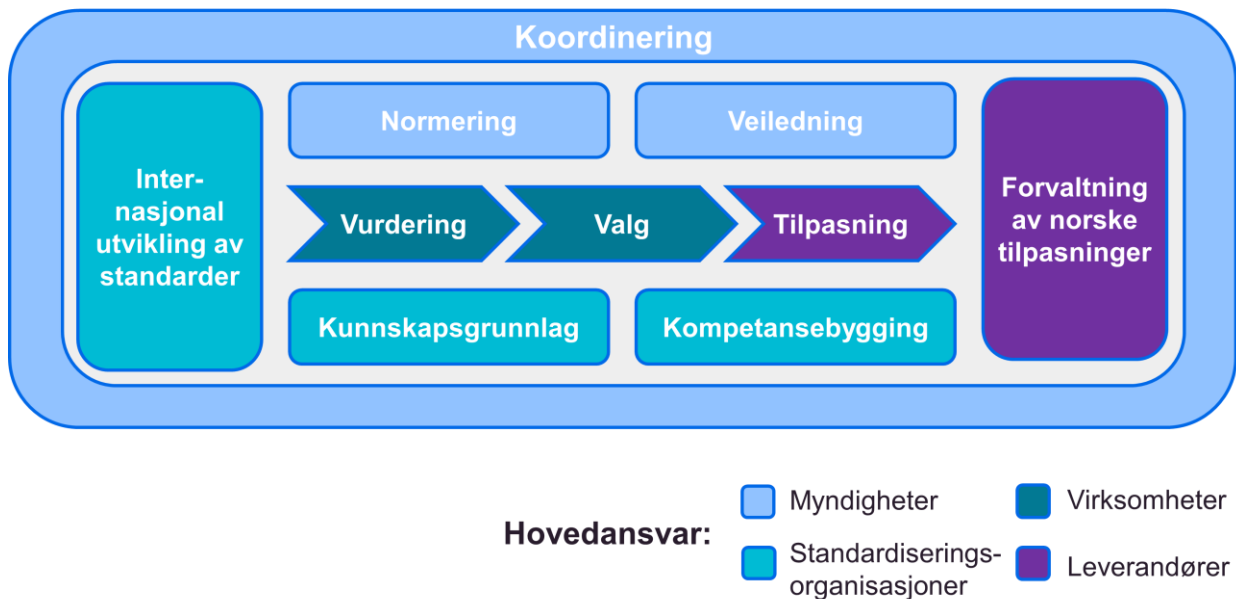 Koordinering
Inter-
nasjonal
utvikling av
standarder
Normering
Veiledning
Vurdering
Valg
Tilpasning
Kunnskapsgrunnlag
Kompetansebygging
Forvaltning
av norske
tilpasninger
Hovedansvar:
Myndigheter
Virksomheter
Standardiserings-
organisasjoner
Leverandører